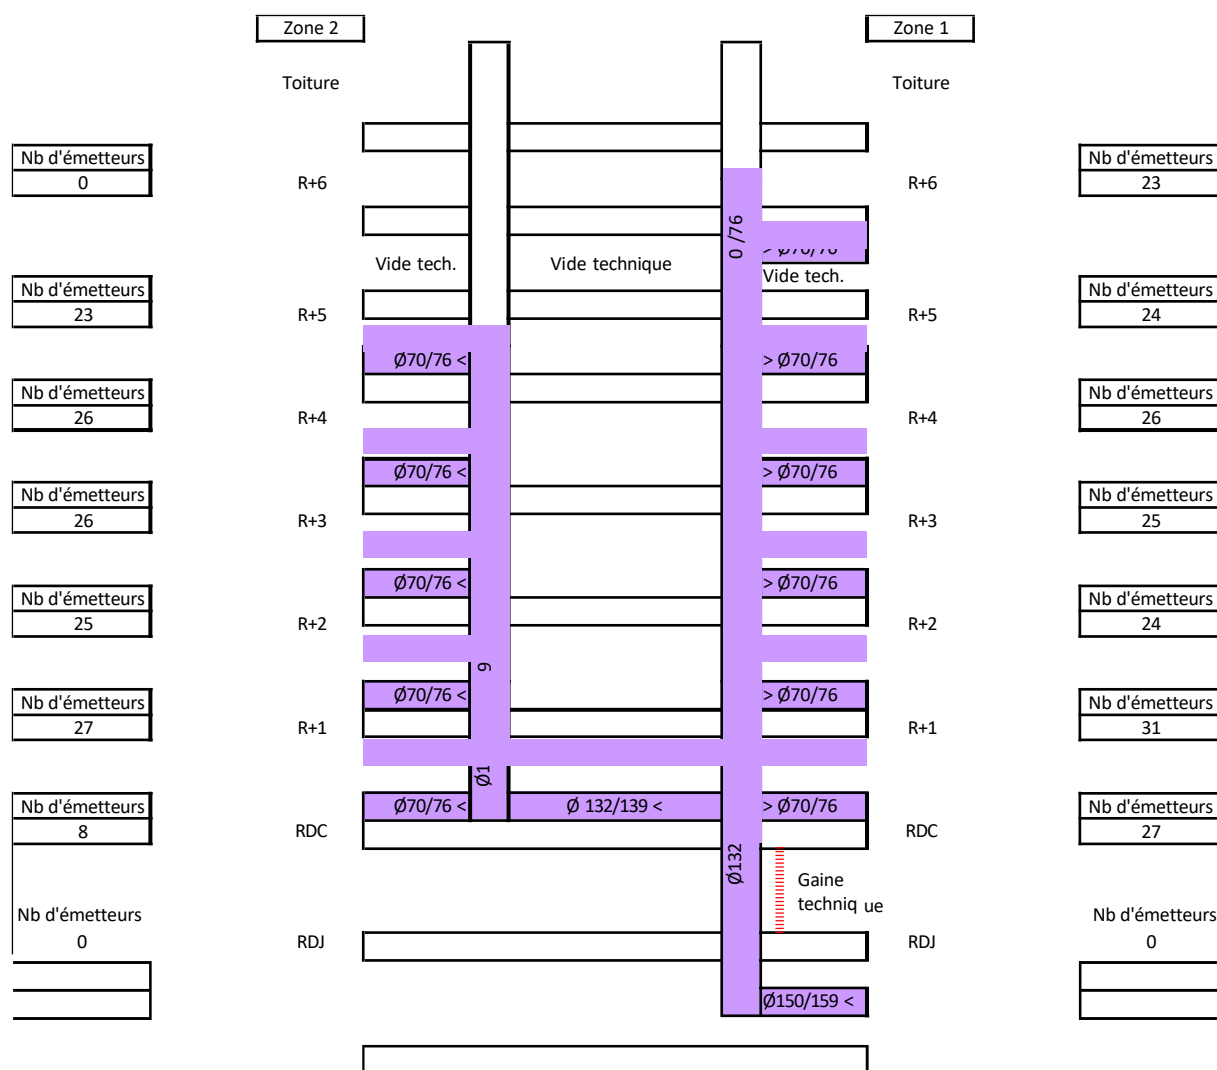 Zone 2
Zone 1
Toiture
Toiture
Nb d'émetteurs
0
R+6
R+6
Nb d'émetteurs
23
0 /76
> Ø70/76
Vide tech.
Vide technique
Vide tech.
Nb d'émetteurs
23
R+5
R+5
Nb d'émetteurs
24
Ø70/76 <
> Ø70/76
Nb d'émetteurs
26
R+4
R+4
Nb d'émetteurs
26
Ø70/76 <
> Ø70/76
Nb d'émetteurs
26
R+3
R+3
Nb d'émetteurs
25
Ø70/76 <
> Ø70/76
Nb d'émetteurs
25
R+2
R+2
Nb d'émetteurs
24
9
Ø70/76 <
> Ø70/76
Nb d'émetteurs
27
R+1
R+1
Nb d'émetteurs
31
Ø1
Ø70/76 <
Ø 132/139 <
> Ø70/76
Nb d'émetteurs
8
RDC
RDC
Nb d'émetteurs
27
Ø132
Gaine
techniq ue
Nb d'émetteurs
0
RDJ
RDJ
Nb d'émetteurs
0
Ø150/159 <